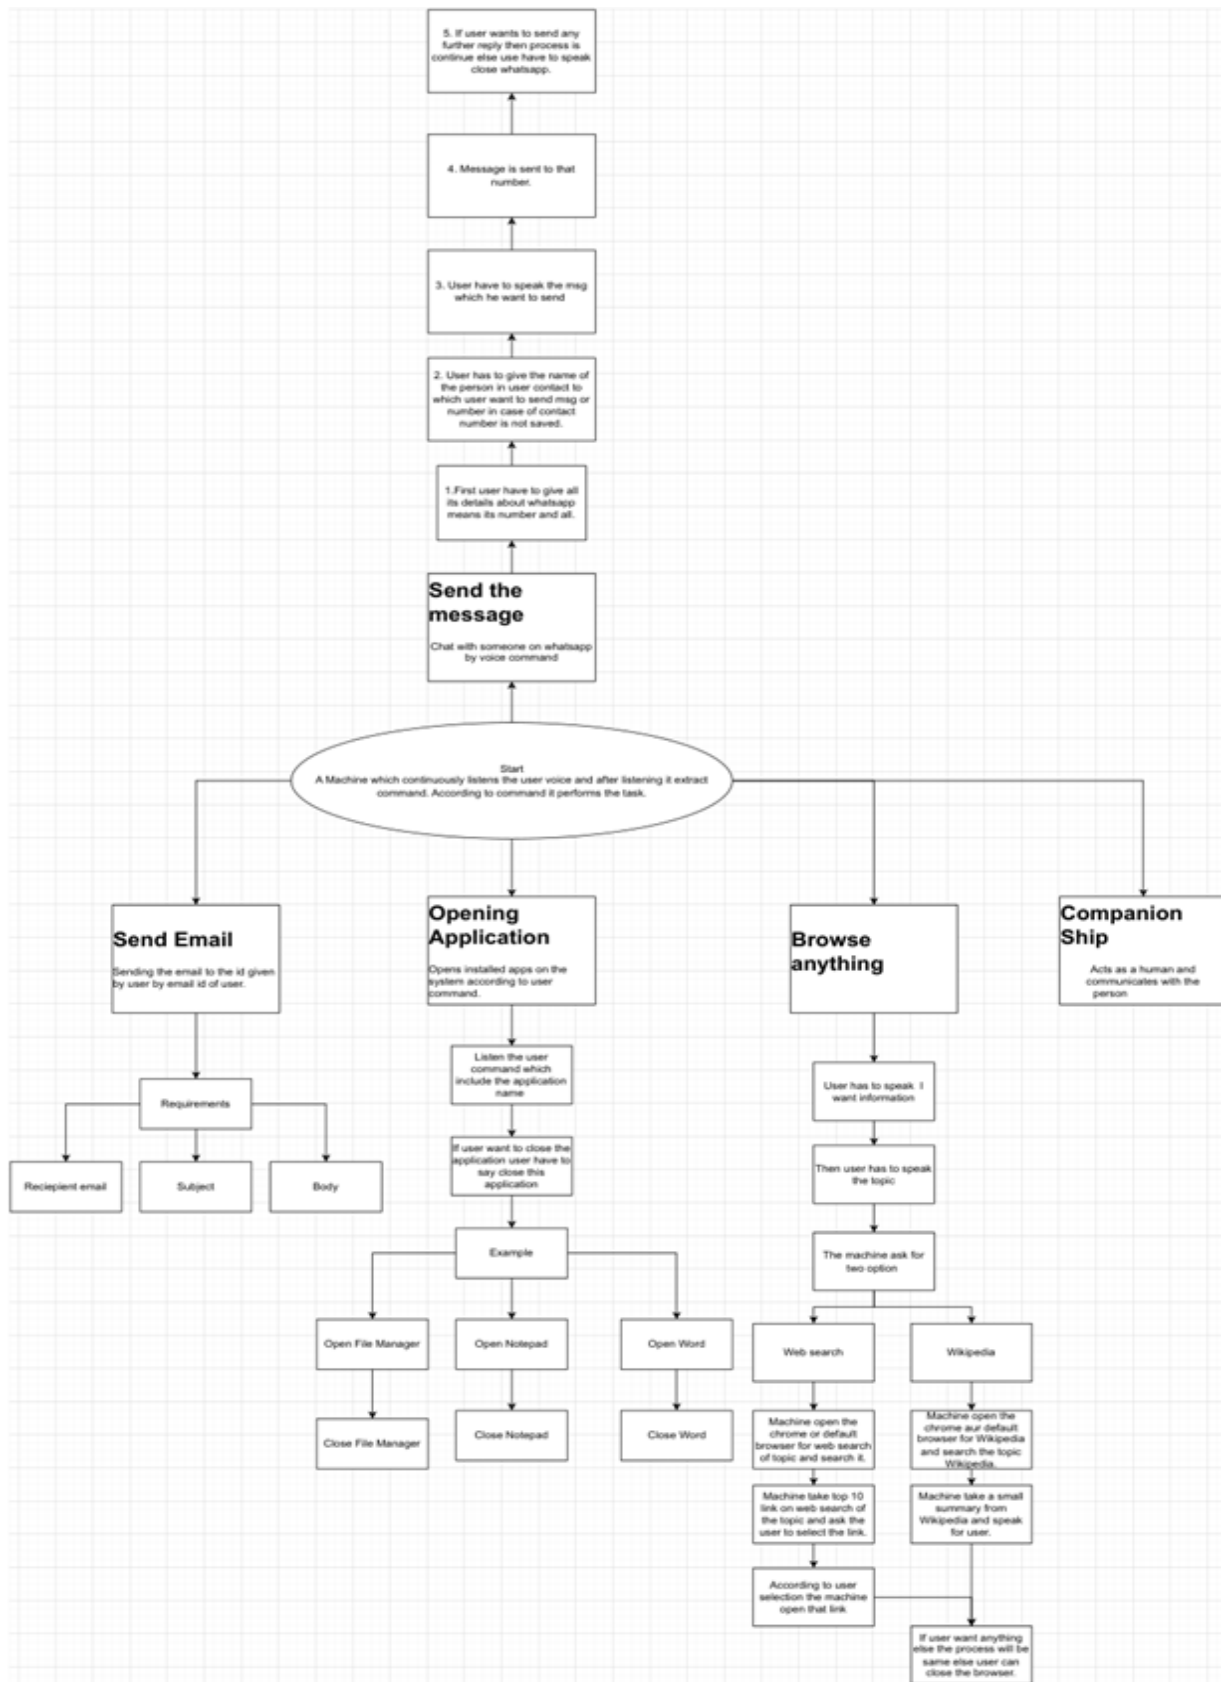 5. If user wants to send any
further reply then process is
continue else use have to speak
close whatsapp.
4. Message is sent to that
number.
3. User have to speak the msg
which he want to send
2. User has to give the name of
the person in user contact to
which user want to send msg or
number in case of contact
number is not saved.
1.First user have to give all
its details about whatsapp
means its number and all.
Send the
message
Chat with someone on whatsapp
by voice command
Start
A Machine which continuously listens the user voice and after listening it extract
command. According to command it performs the task.
Send Email
Sending the email to the id given
by user by email id of user.
Requirements
Reciepient email
Subject
Body
Opening
Application
Opens installed apps on the
system according to user
command.
Listen the user
command which
include the application
name
If user want to close the
application user have to
say close this
application
Example
Open File Manager
Open Notepad
Open Word
Close File Manager
Close Notepad
Close Word
Browse
anything
User has to speak I
want information
Then user has to speak
the topic
The machine ask for
two option
Web search
Wikipedia
Machine open the
chrome or default
browser for web search
of topic and search it.
Machine open the
chrome aur default
browser for Wikipedia
and search the topic
Wikipedia.
Machine take top 10
link on web search of
the topic and ask the
user to select the link.
Machine take a small
summary from
Wikipedia and speak
for user.
According to user
selection the machine
open that link
If user want anything
else the process will be
same else user can
close the browser.
Companion
Ship
Acts as a human and
communicates with the
person